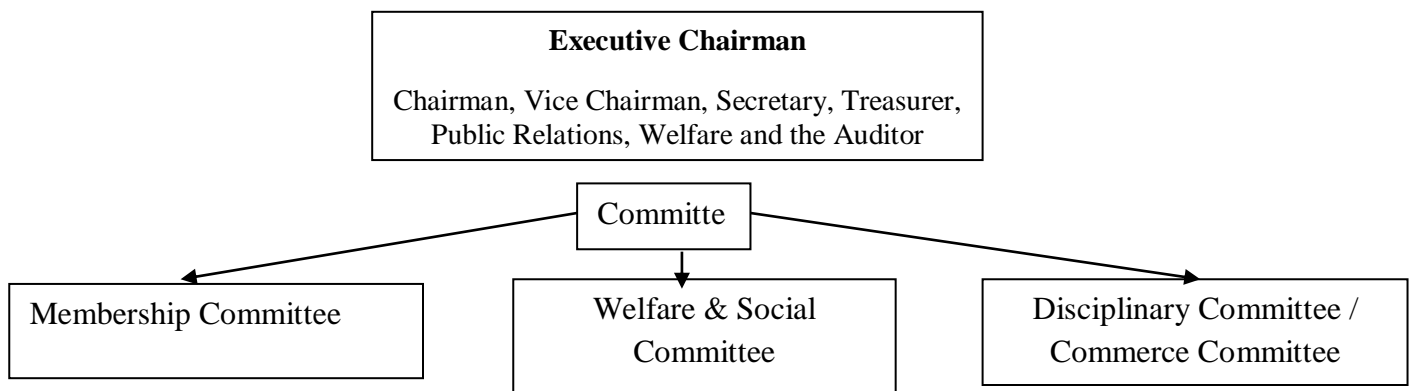 Executive Chairman
Chairman, Vice Chairman, Secretary, Treasurer,
Public Relations, Welfare and the Auditor
Committe
Membership Committee
Welfare & Social
Committee
Disciplinary Committee /
Commerce Committee